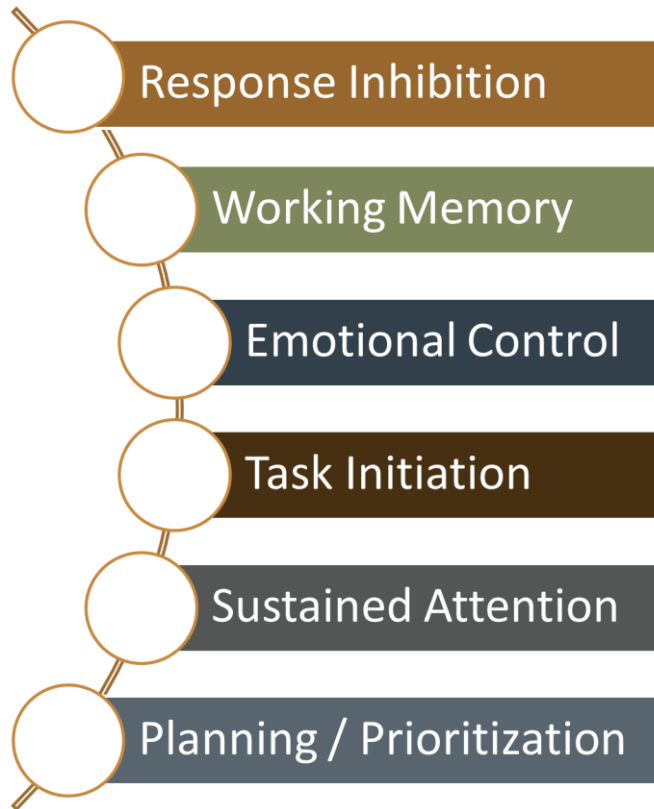 Response Inhibition
Working Memory
Emotional Control
Task Initiation
Sustained Attention
Planning / Prioritization